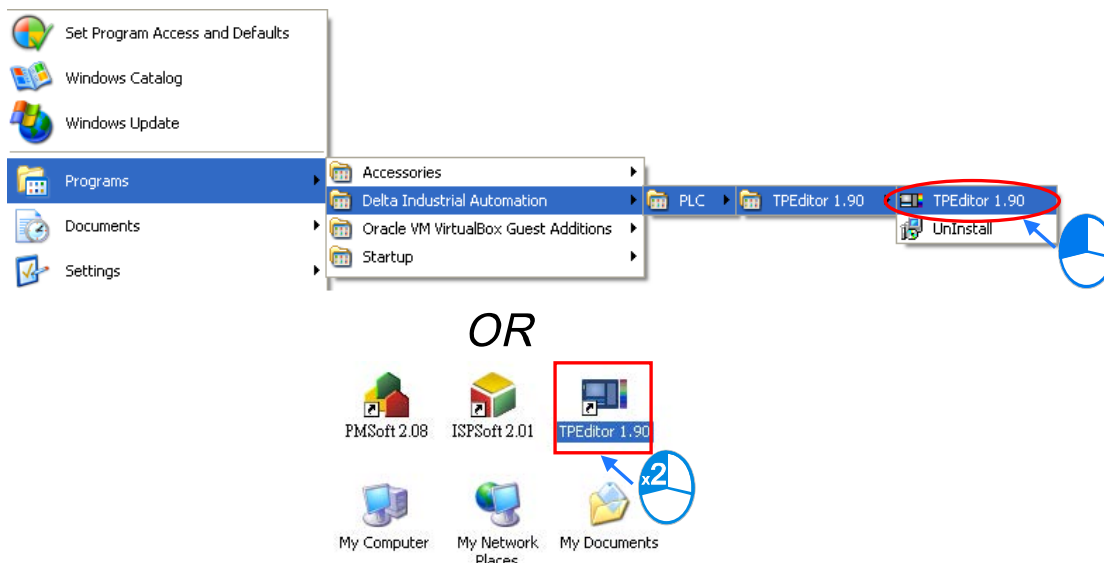 Set Program Access and Defaults
Windows Catalog
Windows Update
Programs
Accessories
Delta Industrial Automation
PLC
TPEditor 1.90
TPEditor 1.90
Documents
Oracle VM VirtualBox Guest Additions
UnInstall
Startup
Settings
OR
PMSoft 2.08
ISPSoft 2.01
TPEditor 1.90
x2
My Computer
My Network
Places
My Documents